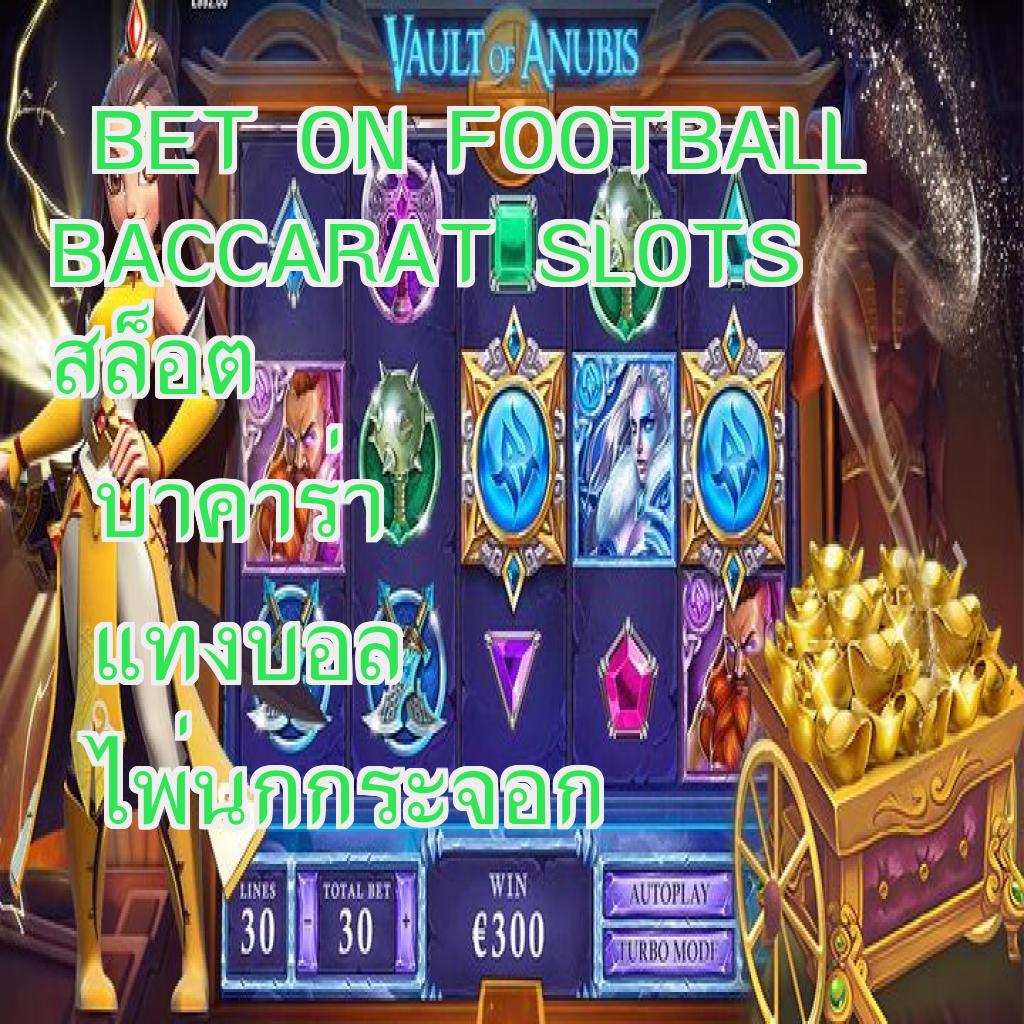 VAULT OF ANUBIS
BET ON FOOTBALL
BACCARAT SLOTS
สล็อต
บาคาร่า
แทงบอล
ไพ่นกกระจอก
LINES
30
TOTAL BET
- 30 +
WIN
€300
AUTOPLAY
TURBO MODE